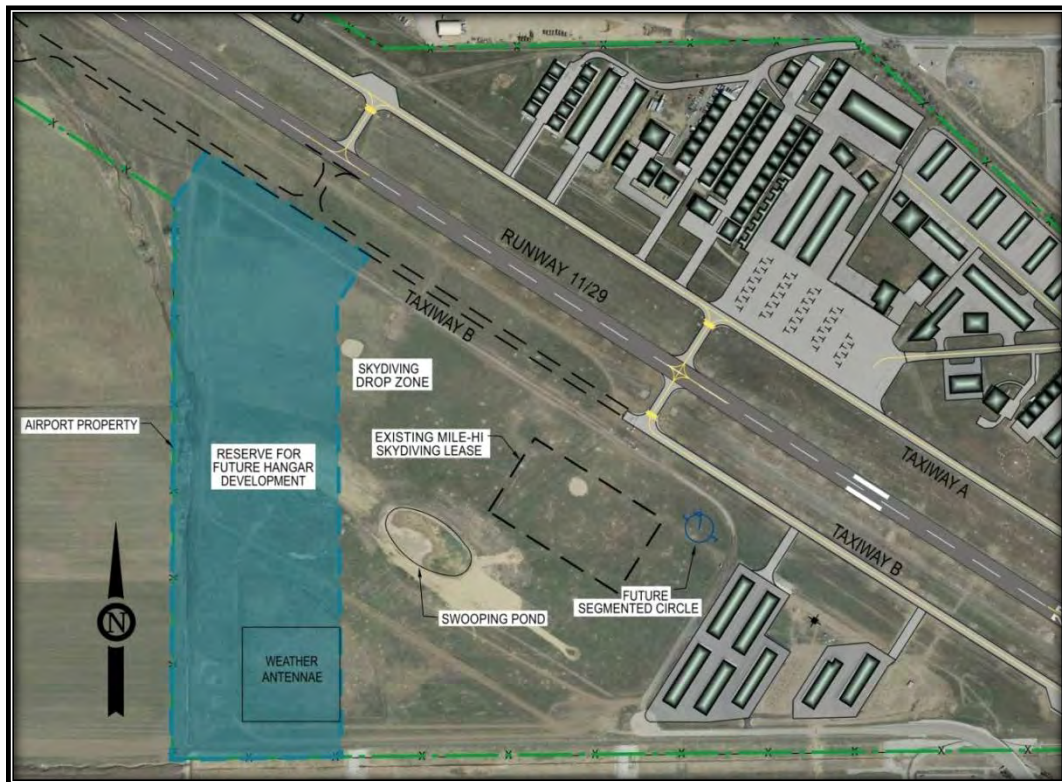 RUNWAY 11/29
TAXIWAY B
SKYDIVING
DROP ZONE
AIRPORT PROPERTY
RESERVE FOR
FUTURE HANGAR
DEVELOPMENT
EXISTING MILE-HI
SKYDIVING LEASE
TAXIWAY A
TAXIWAY B
FUTURE
SEGMENTED CIRCLE
SWOOPING POND
N
WEATHER
ANTENNAE